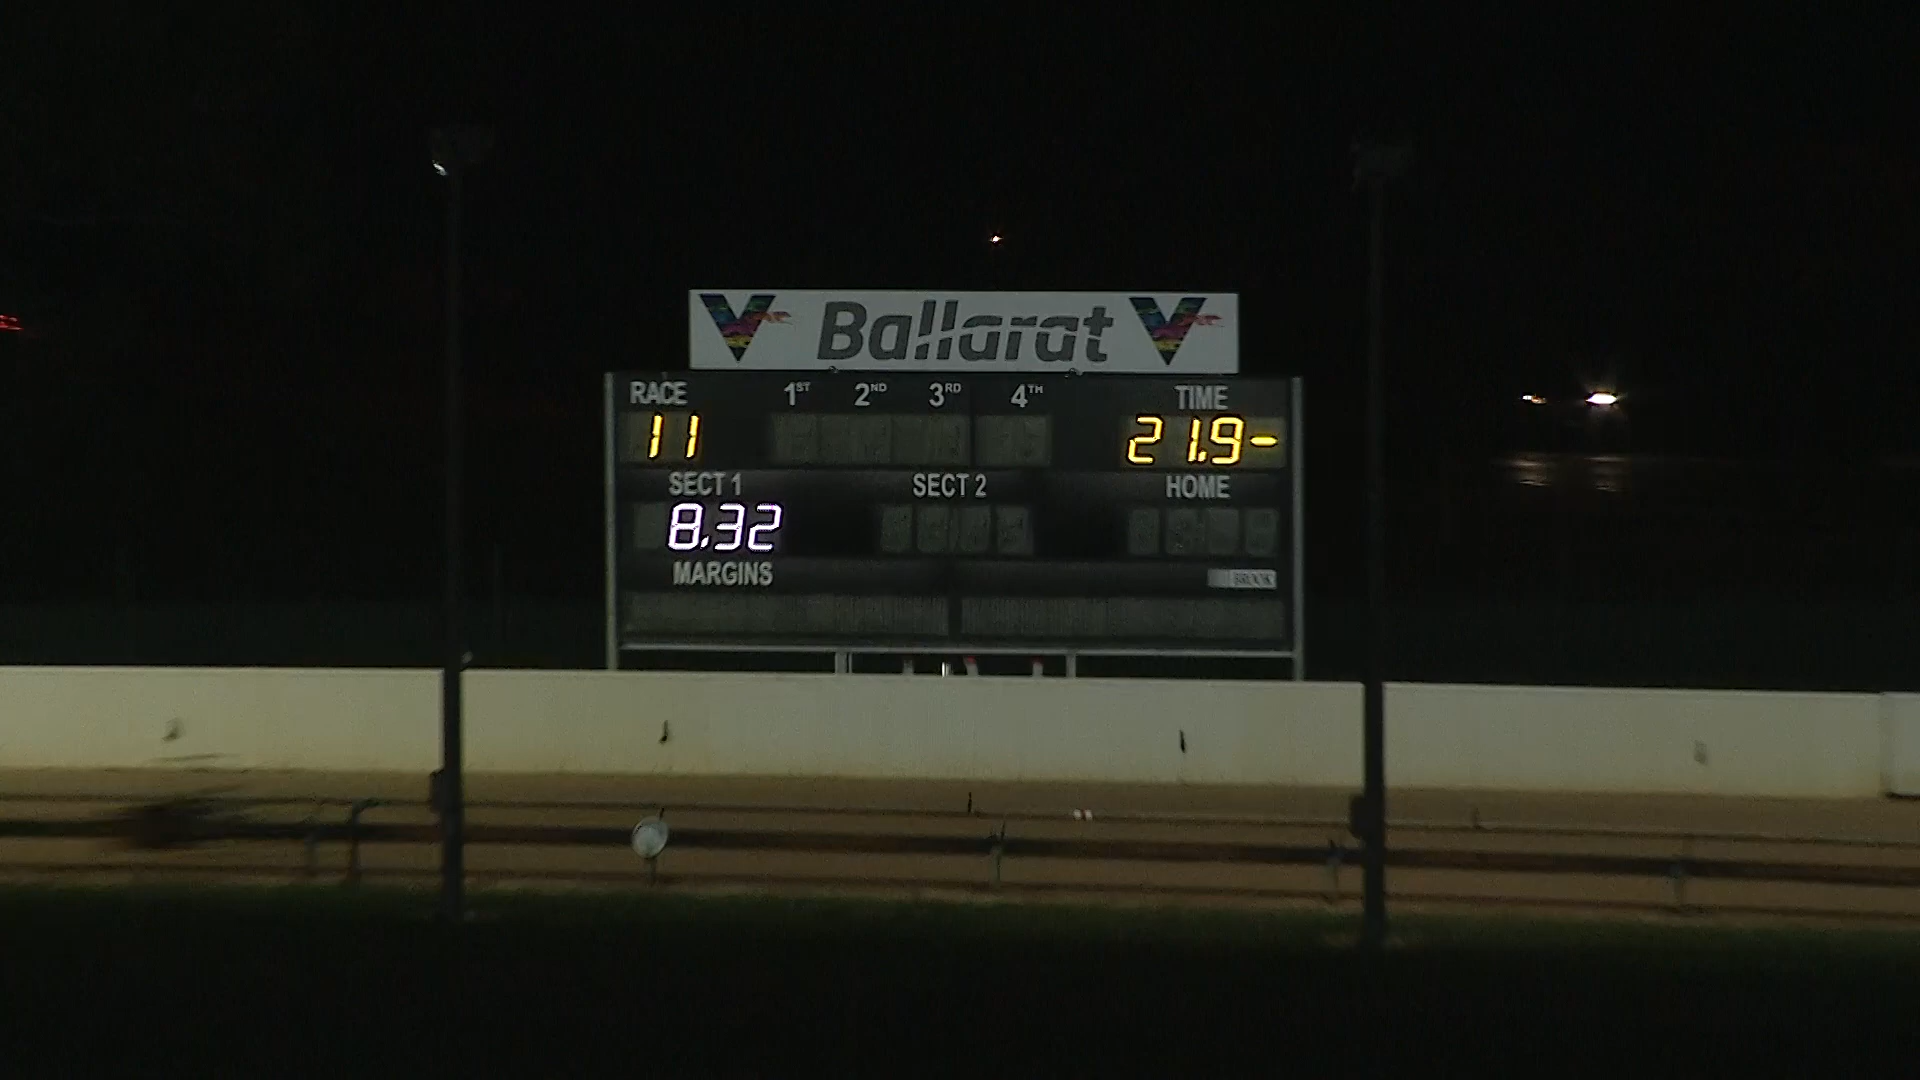 Ballarat
RACE 1ST 2ND 3RD 4TH TIME
11 21.9-
SECT 1 SECT 2 HOME
8.32
MARGINS
BROOK